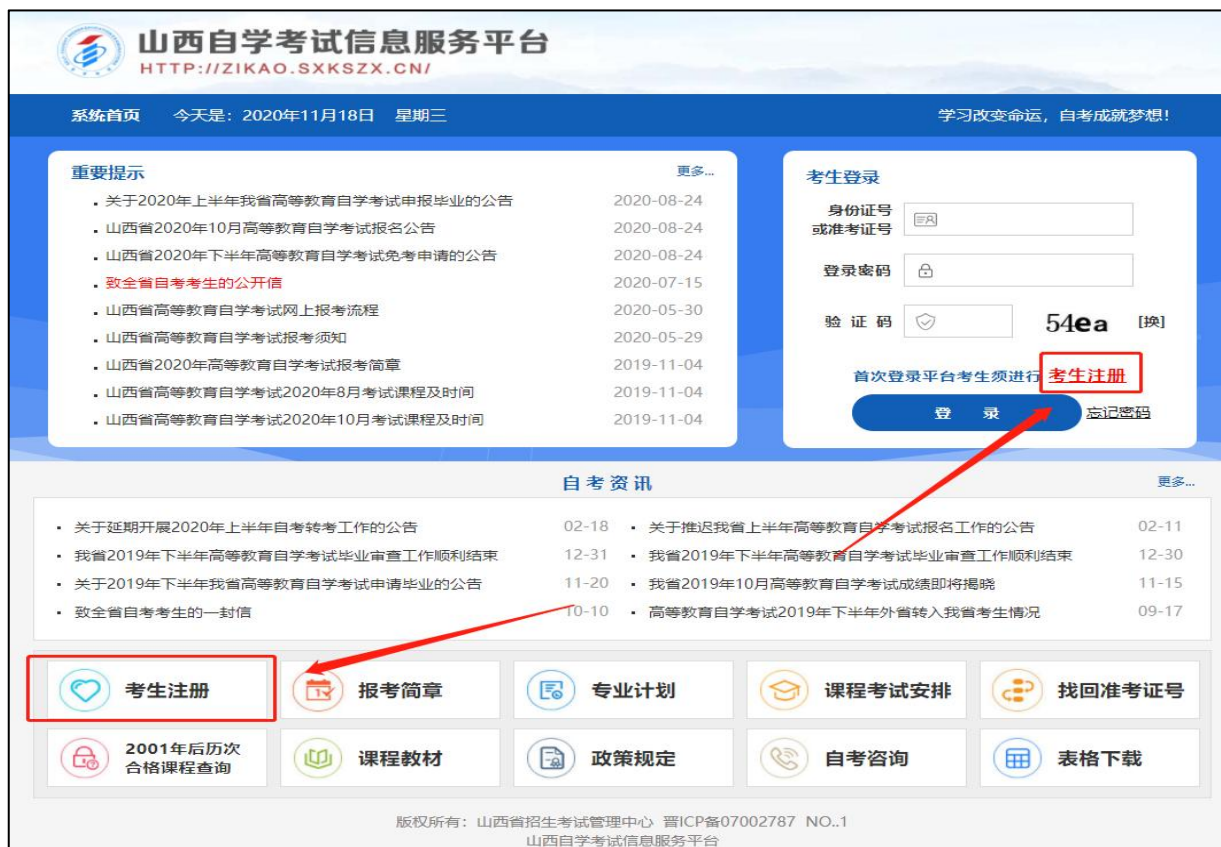 山西自学考试信息服务平台
HTTP://ZIKAO.SXKSZX.CN/
系统首页 今天是：2020年11月18日 星期三 学习改变命运，自考成就梦想！
重要提示 更多...
. 关于2020年上半年我省高等教育自学考试申报毕业的公告 2020-08-24
. 山西省2020年10月高等教育自学考试报名公告 2020-08-24
. 山西省2020年下半年高等教育自学考试免考申请的公告 2020-08-24
. 致全省自考考生的公开信 2020-07-15
. 山西省高等教育自学考试网上报考流程 2020-05-30
. 山西省高等教育自学考试报考须知 2020-05-29
. 山西省2020年高等教育自学考试报考简章 2019-11-04
. 山西省高等教育自学考试2020年8月考试课程及时间 2019-11-04
. 山西省高等教育自学考试2020年10月考试课程及时间 2019-11-04
考生登录
身份证号
或准考证号
登录密码
验 证 码 54ea [换]
首次登录平台考生须进行 考生注册
登 录 忘记密码
自 考 资 讯 更多...
· 关于延期开展2020年上半年自考转考工作的公告 02-18 · 关于推迟我省上半年高等教育自学考试报名工作的公告 02-11
· 我省2019年下半年高等教育自学考试毕业审查工作顺利结束 12-31 · 我省2019年下半年高等教育自学考试毕业审查工作顺利结束 12-30
· 关于2019年下半年我省高等教育自学考试申请毕业的公告 11-20 · 我省2019年10月高等教育自学考试成绩即将揭晓 11-15
· 致全省自考考生的一封信 10-10 · 高等教育自学考试2019年下半年外省转入我省考生情况 09-17
考生注册 报考简章 专业计划 课程考试安排 找回准考证号
2001年后历次
合格课程查询 课程教材 政策规定 自考咨询 表格下载
版权所有：山西省招生考试管理中心 晋ICP备07002787 NO..1
山西自学考试信息服务平台